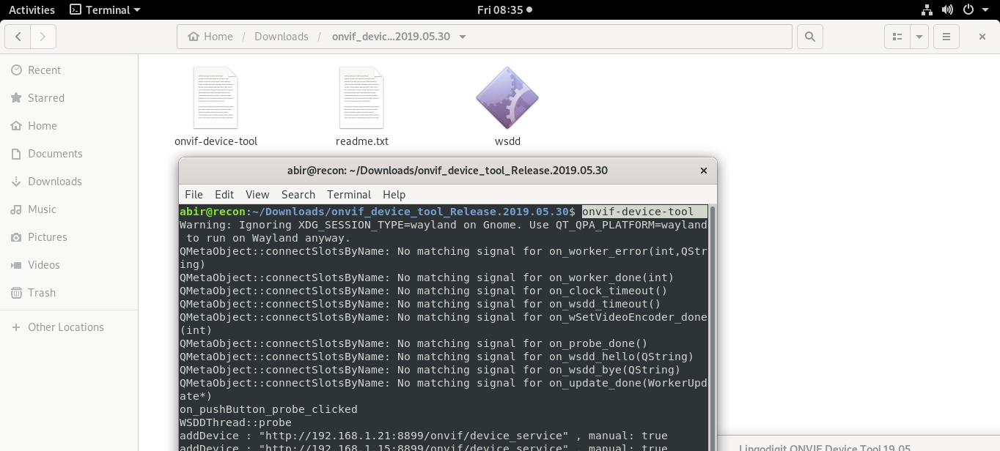 Activities Terminal Fri 08:35
Home / Downloads / onvif_devic...2019.05.30
Recent
Starred
Home
Documents
Downloads
Music
Pictures
Videos
Trash
Other Locations
onvif-device-tool readme.txt wsdd
abir@recon: ~/Downloads/onvif_device_tool_Release.2019.05.30
File Edit View Search Terminal Help
abir@recon:~/Downloads/onvif_device_tool_Release.2019.05.30$ onvif-device-tool
Warning: Ignoring XDG_SESSION_TYPE=wayland on Gnome. Use QT_QPA_PLATFORM=wayland
to run on Wayland anyway.
QMetaObject::connectSlotsByName: No matching signal for on_worker_error(int,QStr
ing)
QMetaObject::connectSlotsByName: No matching signal for on_worker_done(int)
QMetaObject::connectSlotsByName: No matching signal for on_clock_timeout()
QMetaObject::connectSlotsByName: No matching signal for on_wsdd_timeout()
QMetaObject::connectSlotsByName: No matching signal for on_wSetVideoEncoder_done
(int)
QMetaObject::connectSlotsByName: No matching signal for on_probe_done()
QMetaObject::connectSlotsByName: No matching signal for on_wsdd_hello(QString)
QMetaObject::connectSlotsByName: No matching signal for on_wsdd_bye(QString)
QMetaObject::connectSlotsByName: No matching signal for on_update_done(WorkerUpd
ate*)
on_pushButton_probe_clicked
WSDDThread::probe
addDevice : "http://192.168.1.21:8899/onvif/device_service" , manual: true
addDevice : "http://192.168.1.15:8899/onvif/device_service" , manual: true
Lingodigit ONVIF Device Tool 19.05